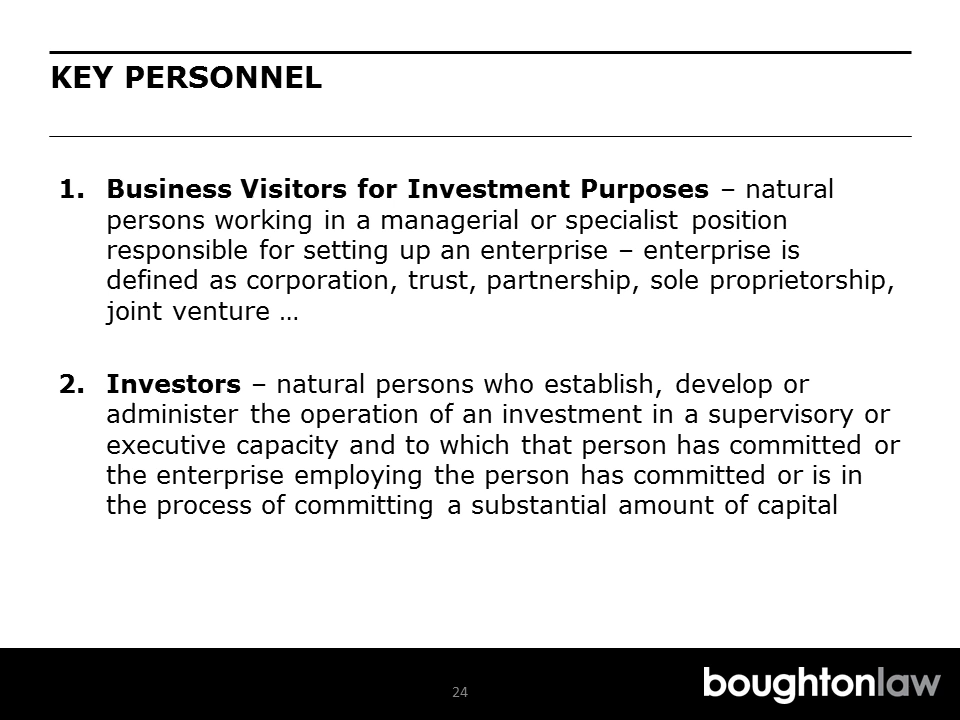 KEY PERSONNEL
1. Business Visitors for Investment Purposes – natural
persons working in a managerial or specialist position
responsible for setting up an enterprise – enterprise is
defined as corporation, trust, partnership, sole proprietorship,
joint venture …
2. Investors – natural persons who establish, develop or
administer the operation of an investment in a supervisory or
executive capacity and to which that person has committed or
the enterprise employing the person has committed or is in
the process of committing a substantial amount of capital
24
boughtonlaw